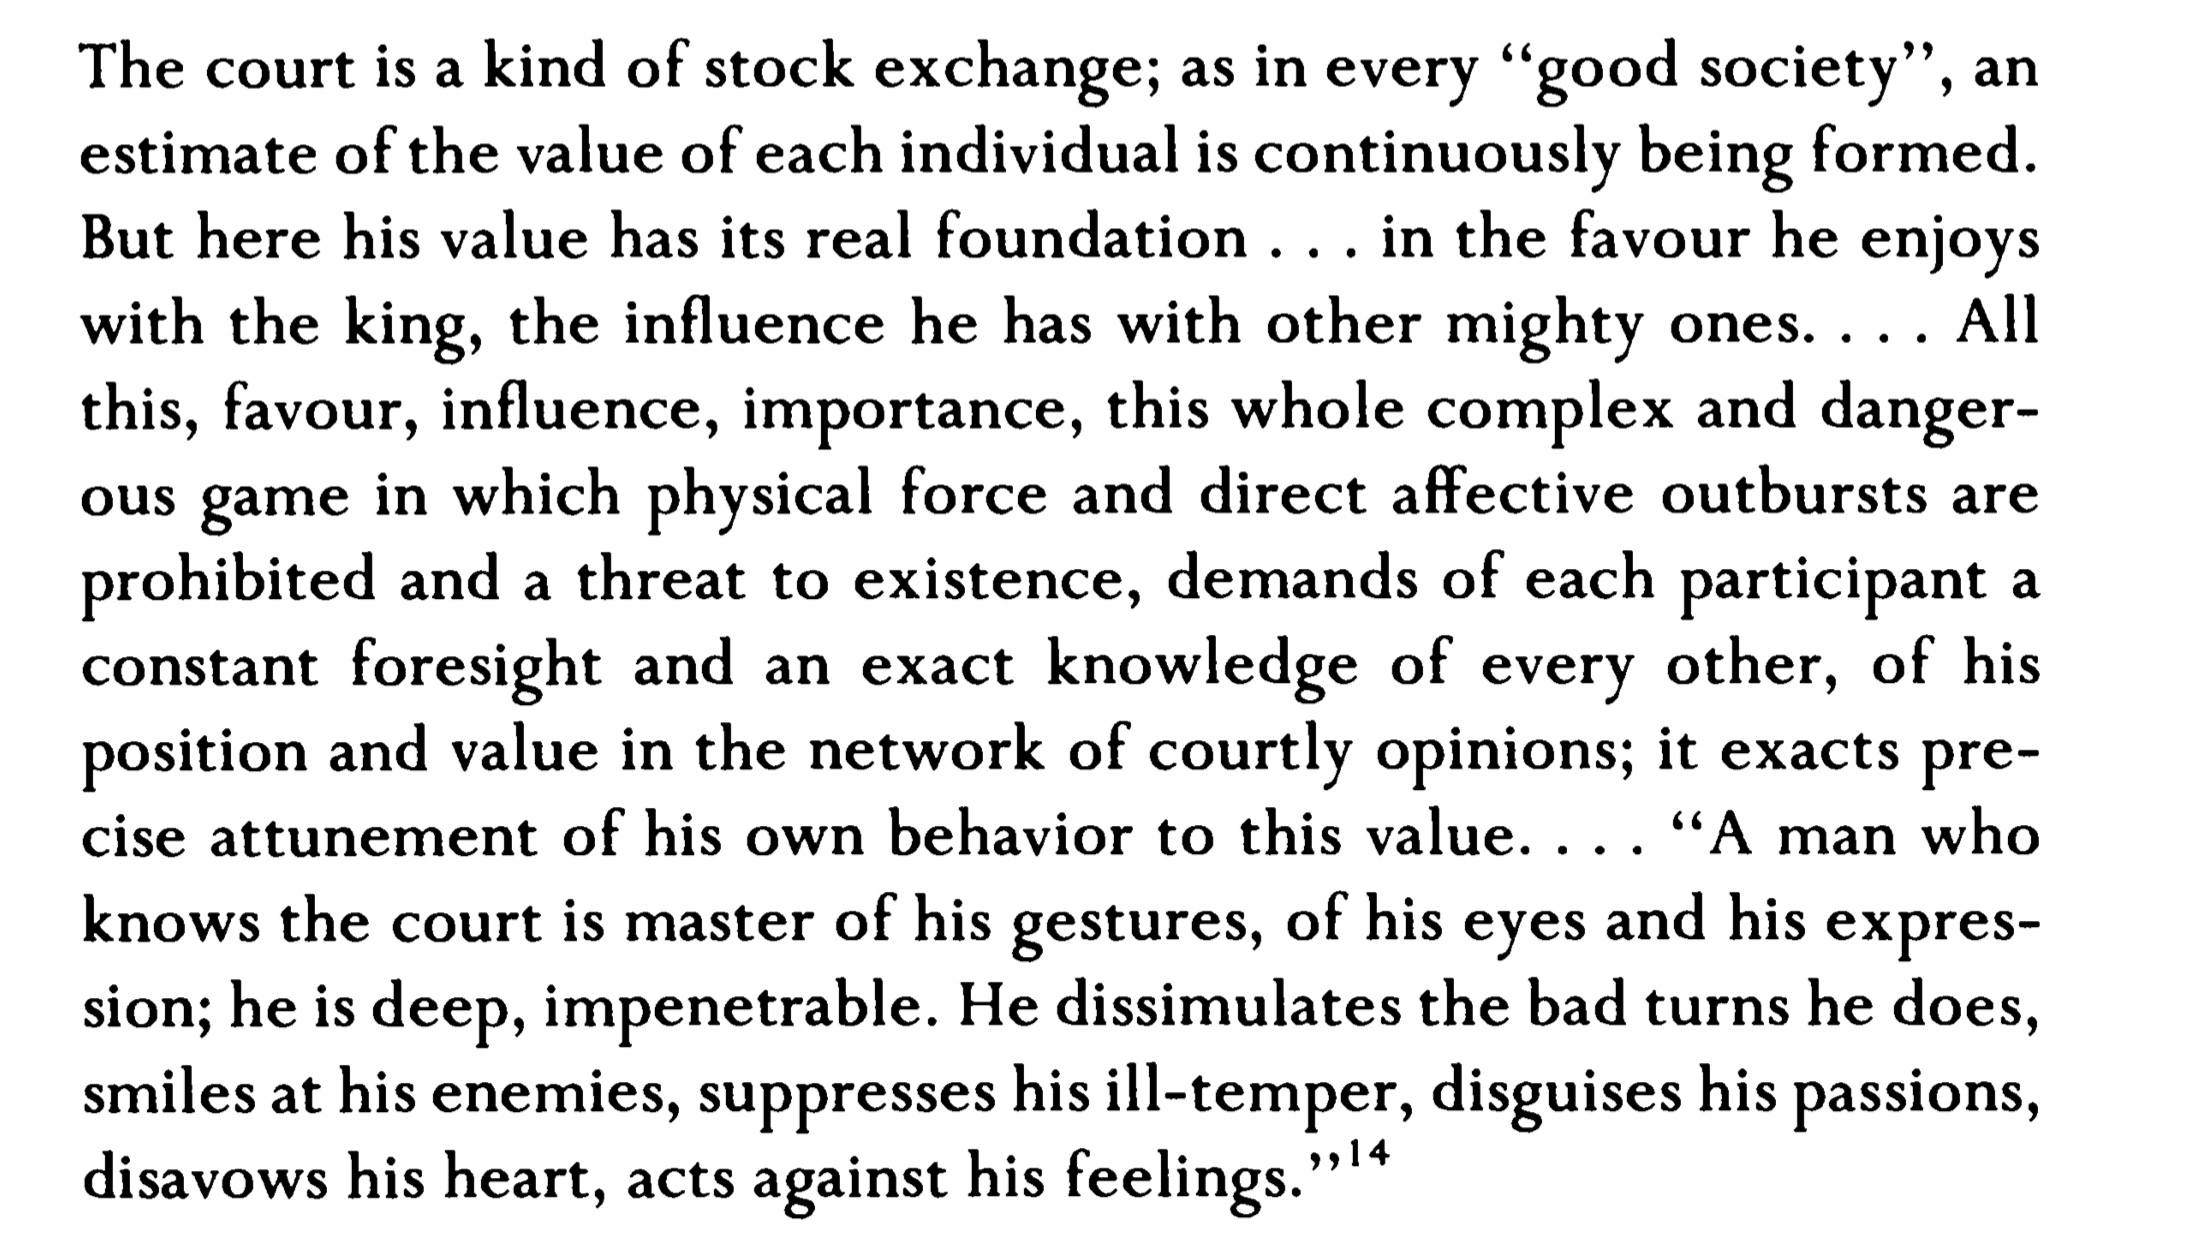 The court is a kind of stock exchange; as in every “good society”, an
estimate of the value of each individual is continuously being formed.
But here his value has its real foundation . . . in the favour he enjoys
with the king, the influence he has with other mighty ones. . . . All
this, favour, influence, importance, this whole complex and danger-
ous game in which physical force and direct affective outbursts are
prohibited and a threat to existence, demands of each participant a
constant foresight and an exact knowledge of every other, of his
position and value in the network of courtly opinions; it exacts pre-
cise attunement of his own behavior to this value. . . . “A man who
knows the court is master of his gestures, of his eyes and his expres-
sion; he is deep, impenetrable. He dissimulates the bad turns he does,
smiles at his enemies, suppresses his ill-temper, disguises his passions,
disavows his heart, acts against his feelings.”14